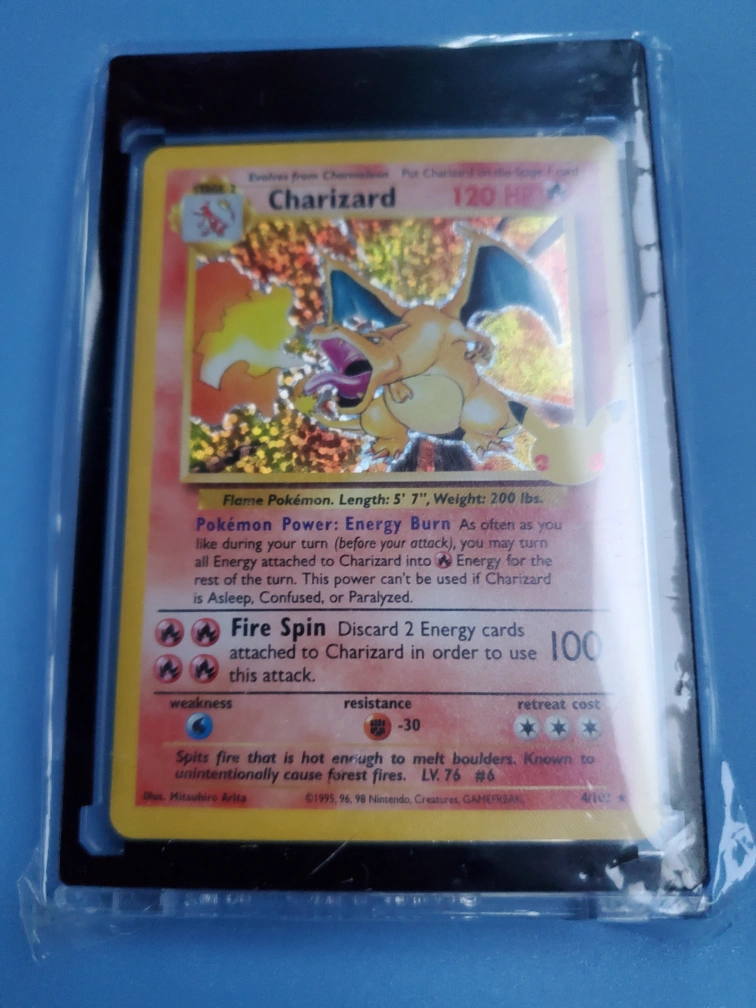 Evolves from Charmeleon Put Charizard on the Stage 1 card
STAGE 2
Charizard 120 HP
Flame Pokémon. Length: 5' 7", Weight: 200 lbs.
Pokémon Power: Energy Burn As often as you
like during your turn (before your attack), you may turn
all Energy attached to Charizard into Energy for the
rest of the turn. This power can't be used if Charizard
is Asleep, Confused, or Paralyzed.
Fire Spin Discard 2 Energy cards
attached to Charizard in order to use 100
this attack.
weakness resistance retreat cost
-30
Spits fire that is hot enough to melt boulders. Known to
unintentionally cause forest fires. LV. 76 #6
Illus. Mitsuhiro Arita ©1995, 96, 98 Nintendo, Creatures, GAMEFREAK. 4/102